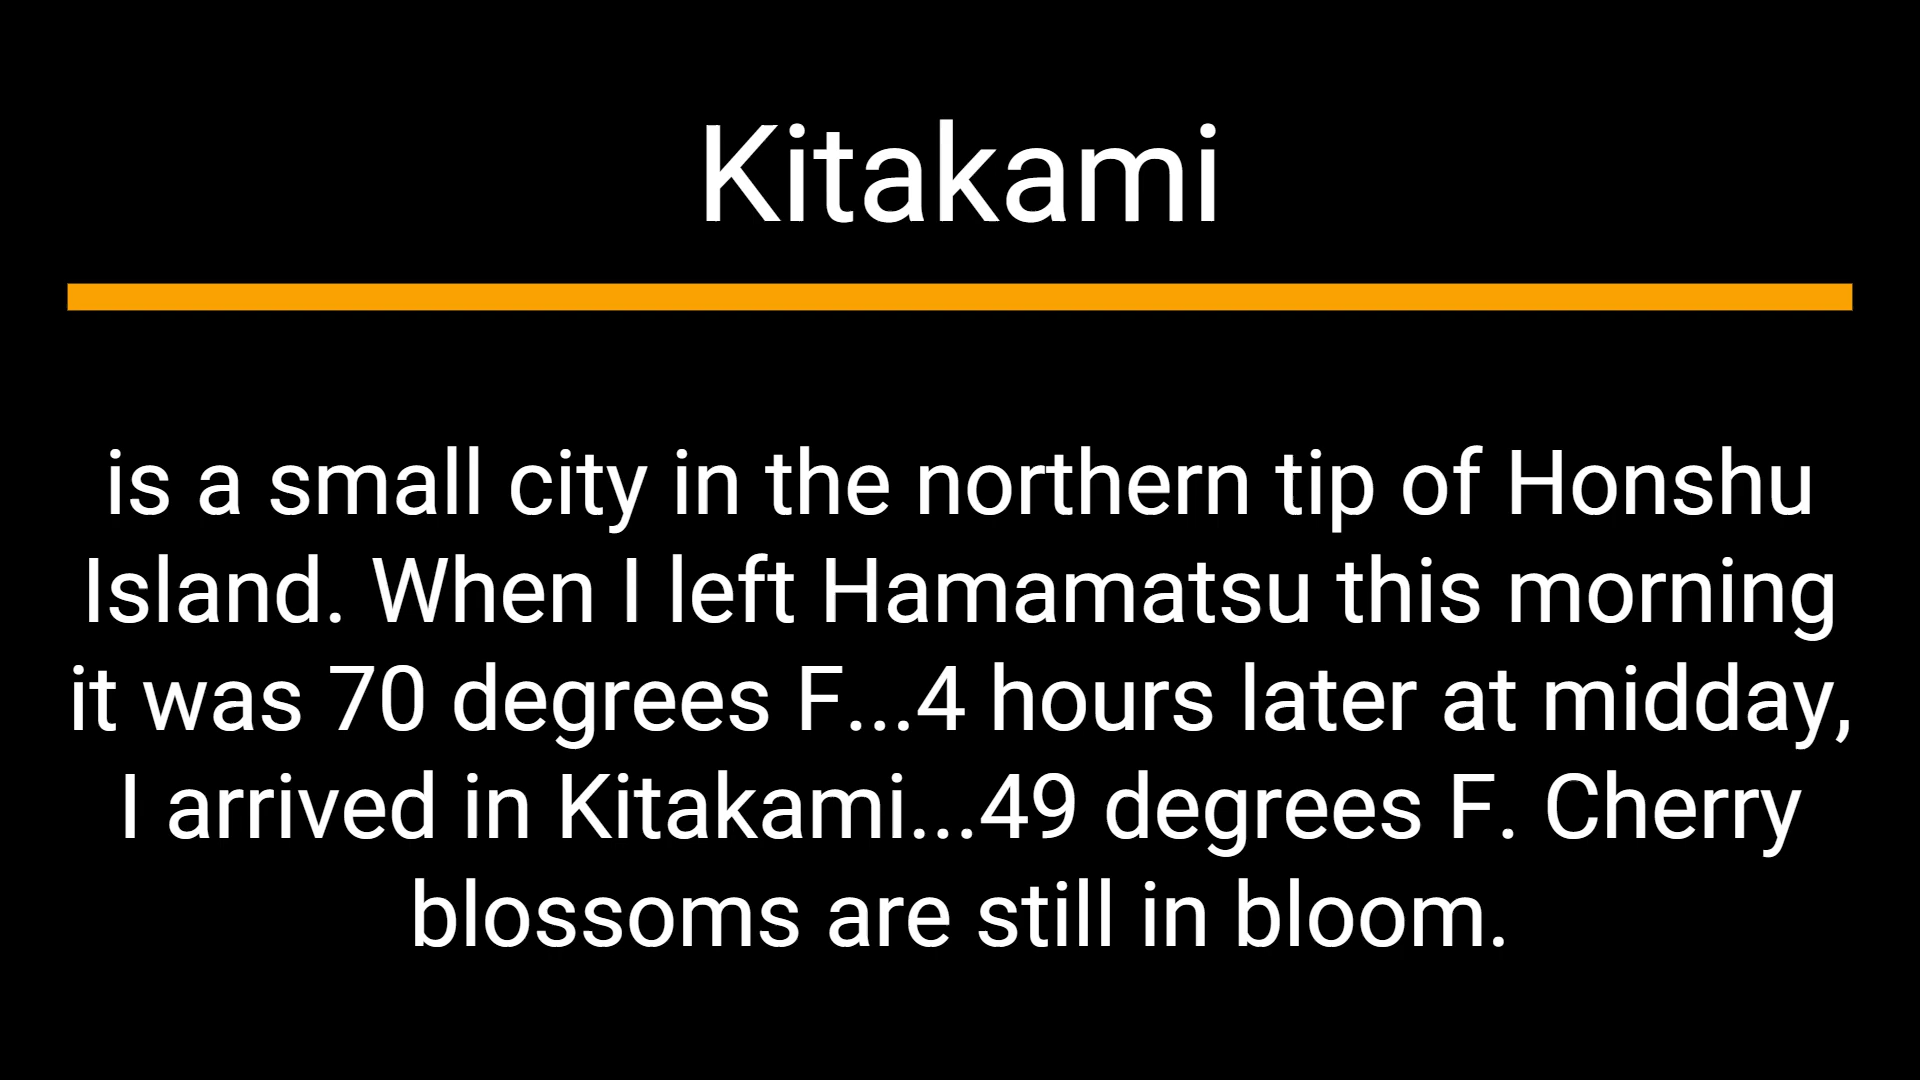 Kitakami
is a small city in the northern tip of Honshu
Island. When I left Hamamatsu this morning
it was 70 degrees F...4 hours later at midday,
I arrived in Kitakami...49 degrees F. Cherry
blossoms are still in bloom.